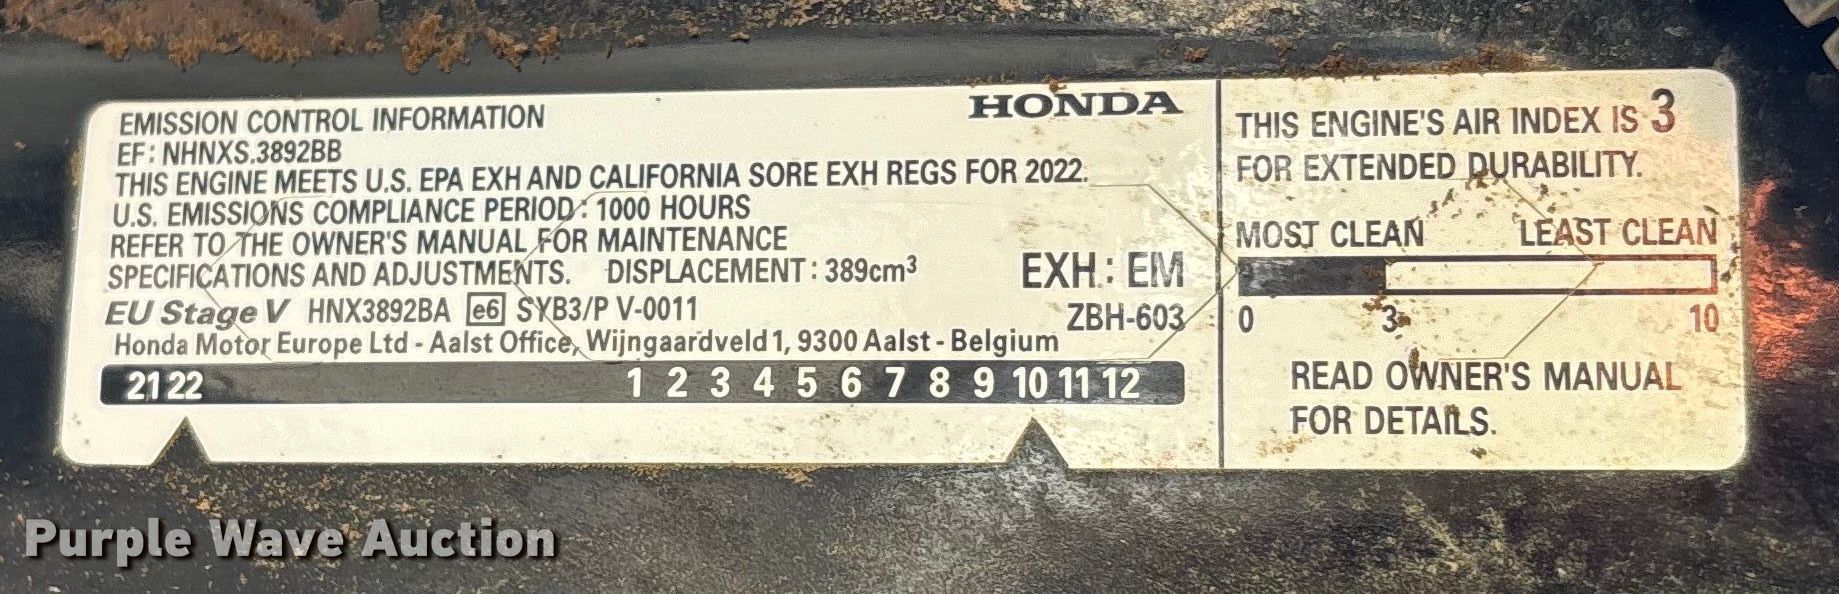 EMISSION CONTROL INFORMATION
HONDA
EF: NHNXS.3892BB
THIS ENGINE MEETS U.S. EPA EXH AND CALIFORNIA SORE EXH REGS FOR 2022.
U.S. EMISSIONS COMPLIANCE PERIOD: 1000 HOURS
REFER TO THE OWNER'S MANUAL FOR MAINTENANCE
SPECIFICATIONS AND ADJUSTMENTS. DISPLACEMENT: 389cm³
EXH: EM
EU Stage V HNX3892BA e6 SYB3/P V-0011
ZBH-603
Honda Motor Europe Ltd - Aalst Office, Wijngaardveld 1, 9300 Aalst - Belgium
21 22 1 2 3 4 5 6 7 8 9 10 11 12
THIS ENGINE'S AIR INDEX IS 3
FOR EXTENDED DURABILITY.
MOST CLEAN LEAST CLEAN
0 3 10
READ OWNER'S MANUAL
FOR DETAILS.
Purple Wave Auction